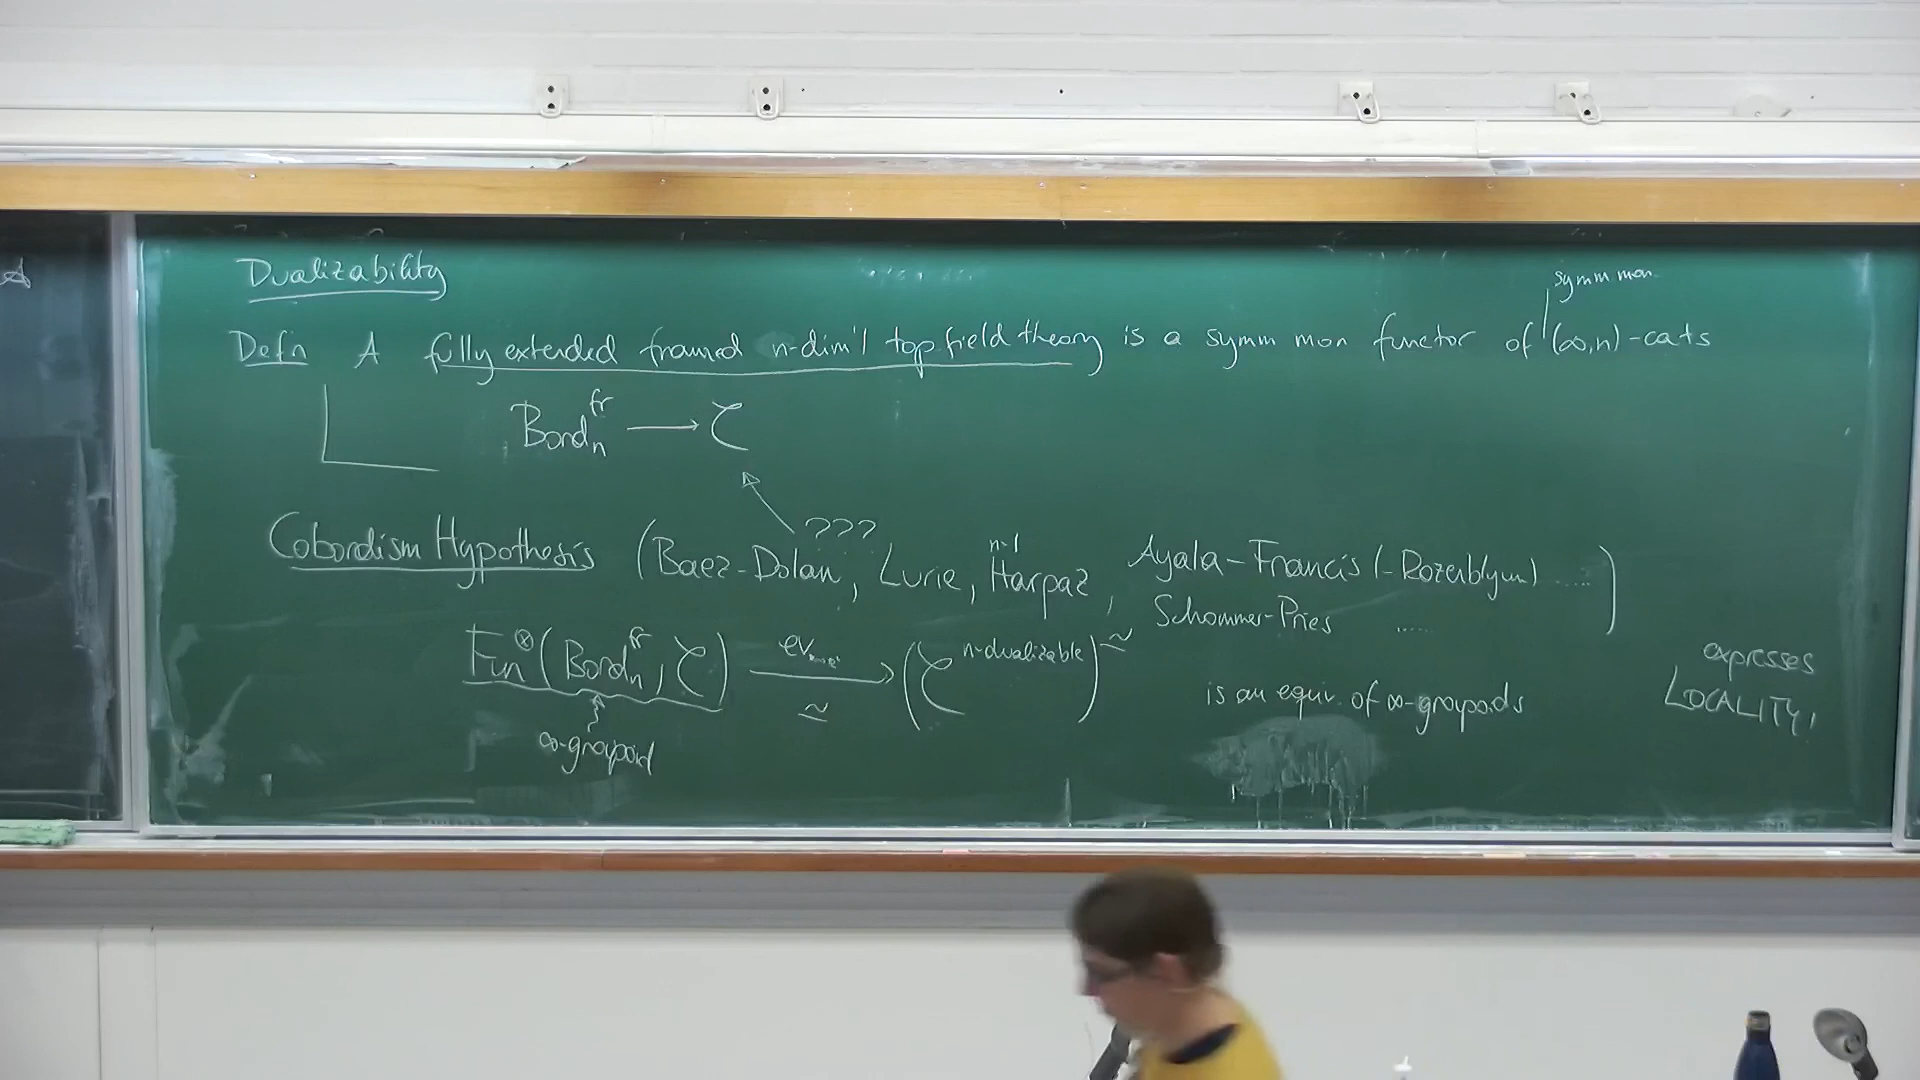 Dualizability
symm mon
Defn A fully extended framed n-dim'l top. field theory is a symm mon functor of (∞,n)-cats
Bord_n^fr ⟶ 𝒞
???
Cobordism Hypothesis (Baez-Dolan, Lurie, Harpaz, Ayala-Francis (-Rozenblyum) .....)
n=1
Schommer-Pries .....
Fun^⊗(Bord_n^fr, 𝒞) ⟶ (𝒞^n-dualizable)^≃
ev
≃
is an equiv. of ∞-groupoids
∞-groupoid
expresses
LOCALITY!